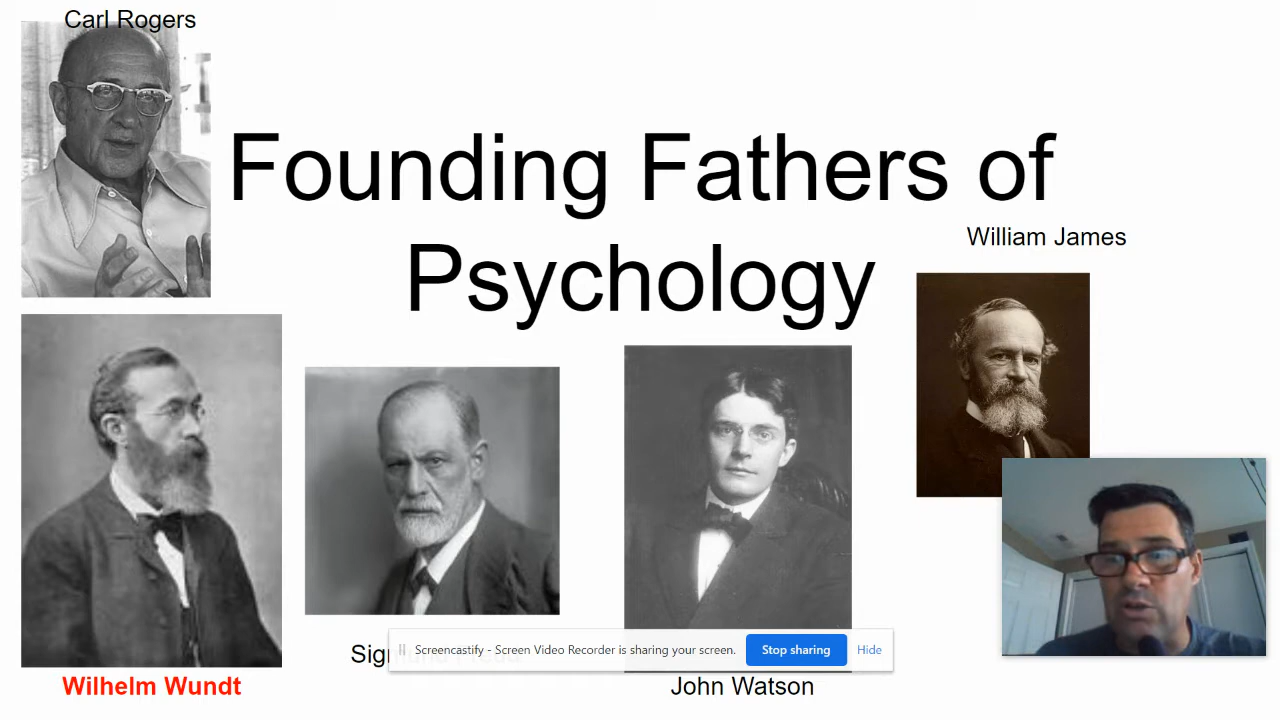 Carl Rogers
Founding Fathers of
Psychology
William James
Screencastify - Screen Video Recorder is sharing your screen.
Stop sharing
Hide
Wilhelm Wundt
John Watson